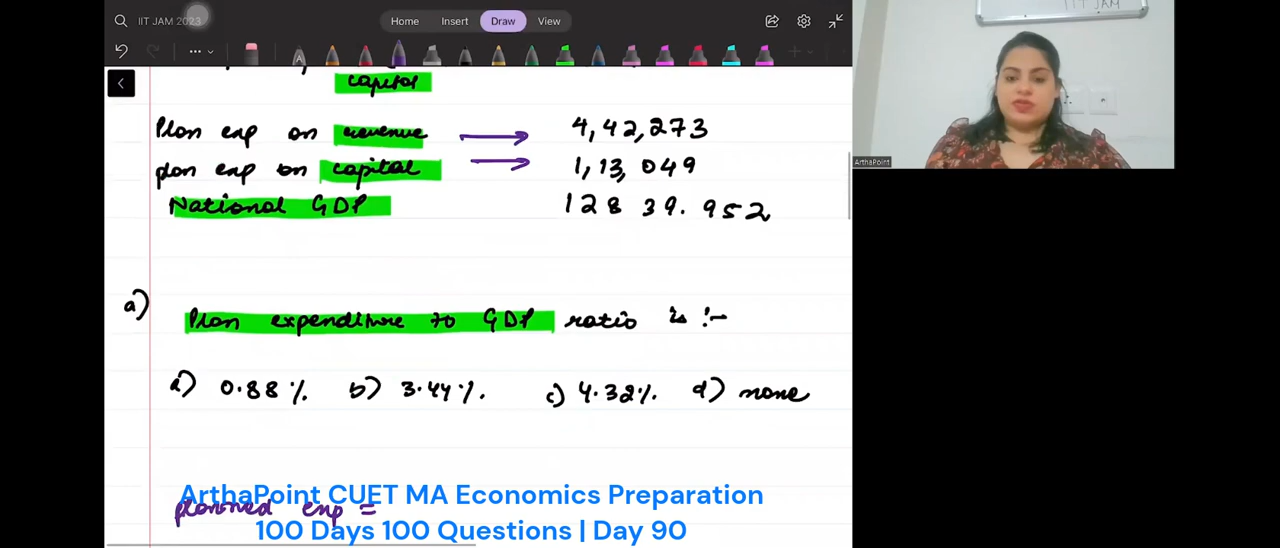 IIT JAM 2023
Home Insert Draw View
IIT JAM
capital
Plan exp on revenue 4,42,273
plan exp on capital 1,13,049
National GDP 128 39.952
ArthaPoint
a) Plan expenditure to GDP ratio is :-
a) 0.88 % b) 3.44 %. c) 4.32 %. d) none
planned exp =
ArthaPoint CUET MA Economics Preparation
100 Days 100 Questions | Day 90